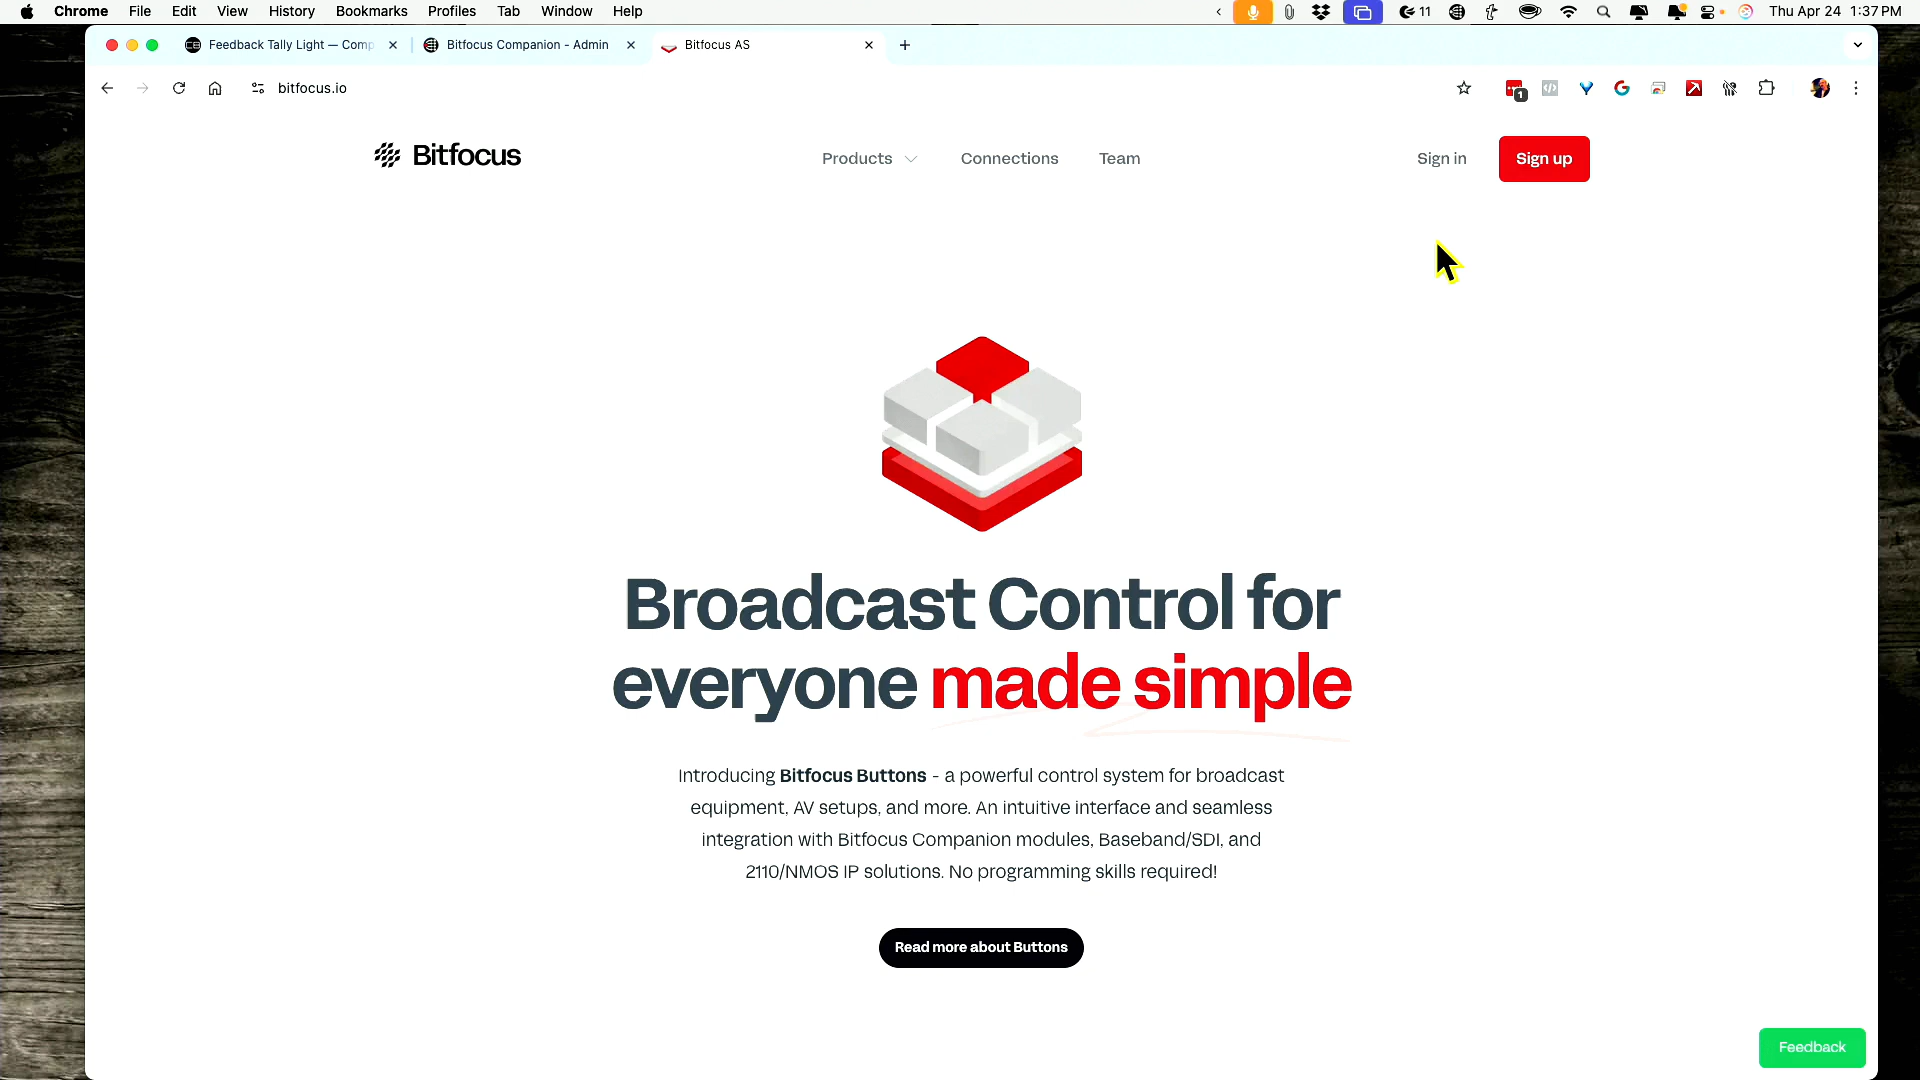 Chrome File Edit View History Bookmarks Profiles Tab Window Help
11
Thu Apr 24 1:37 PM
Feedback Tally Light — Comp
Bitfocus Companion - Admin
Bitfocus AS
bitfocus.io
1
Bitfocus
Products
Connections
Team
Sign in
Sign up
Broadcast Control for
everyone made simple
Introducing Bitfocus Buttons - a powerful control system for broadcast
equipment, AV setups, and more. An intuitive interface and seamless
integration with Bitfocus Companion modules, Baseband/SDI, and
2110/NMOS IP solutions. No programming skills required!
Read more about Buttons
Feedback